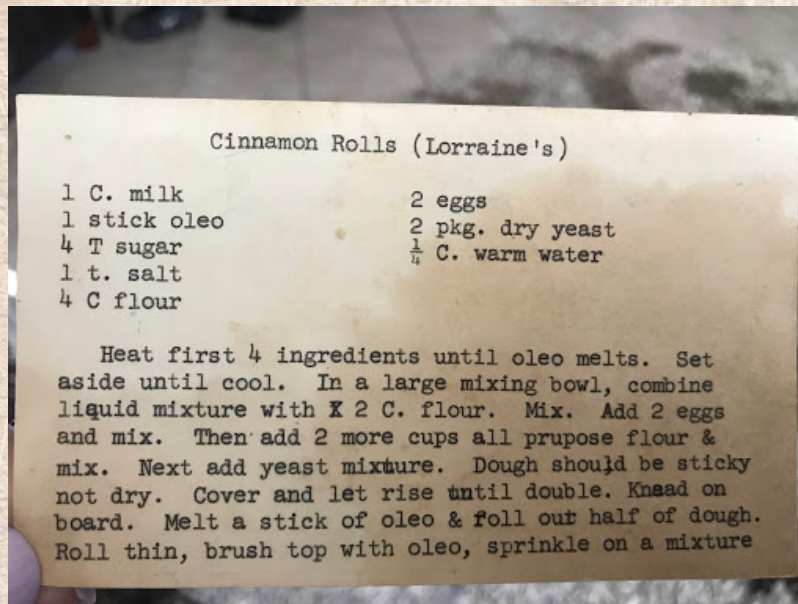 Cinnamon Rolls (Lorraine's)
1 C. milk
1 stick oleo
4 T sugar
1 t. salt
4 C flour
2 eggs
2 pkg. dry yeast
¼ C. warm water
Heat first 4 ingredients until oleo melts. Set
aside until cool. In a large mixing bowl, combine
liquid mixture with X 2 C. flour. Mix. Add 2 eggs
and mix. Then add 2 more cups all prupose flour &
mix. Next add yeast mixture. Dough should be sticky
not dry. Cover and let rise until double. Knead on
board. Melt a stick of oleo & roll out half of dough.
Roll thin, brush top with oleo, sprinkle on a mixture